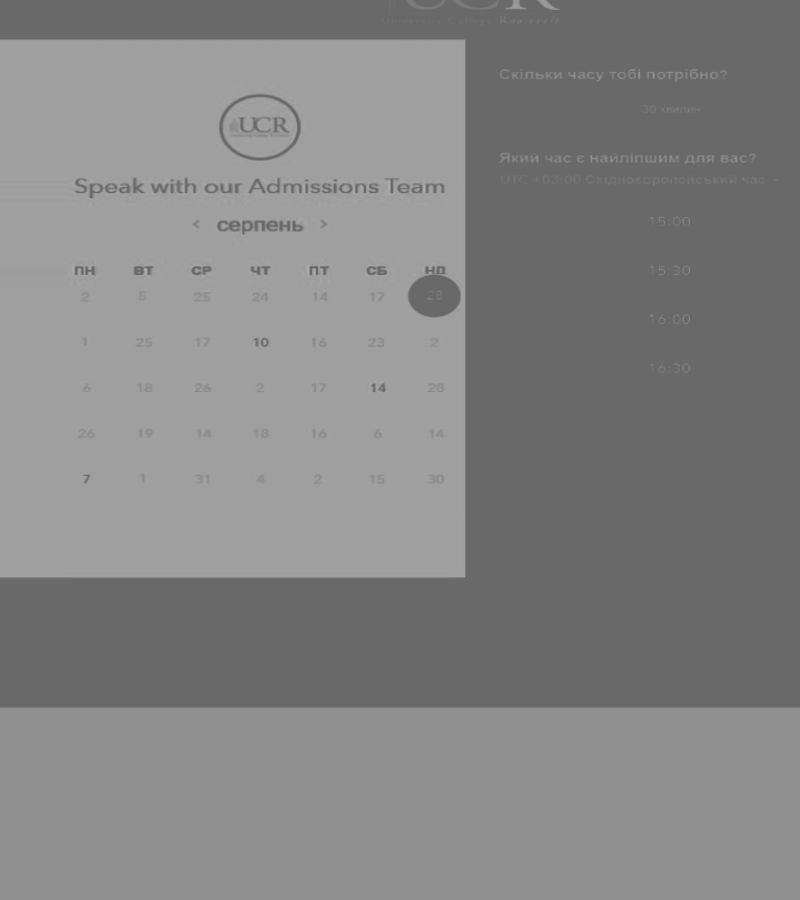 UCR
University College Roosevelt
UCR
Speak with our Admissions Team
‹ серпень ›
ПН ВТ СР ЧТ ПТ СБ НД
2 5 25 24 14 17 28
1 25 17 10 16 23 2
6 18 26 2 17 14 28
26 19 14 18 16 6 14
7 1 31 4 2 15 30
Скільки часу тобі потрібно?
30 хвилин
Який час є найліпшим для вас?
UTC +03:00 Східноєвропейський час
15:00
15:30
16:00
16:30